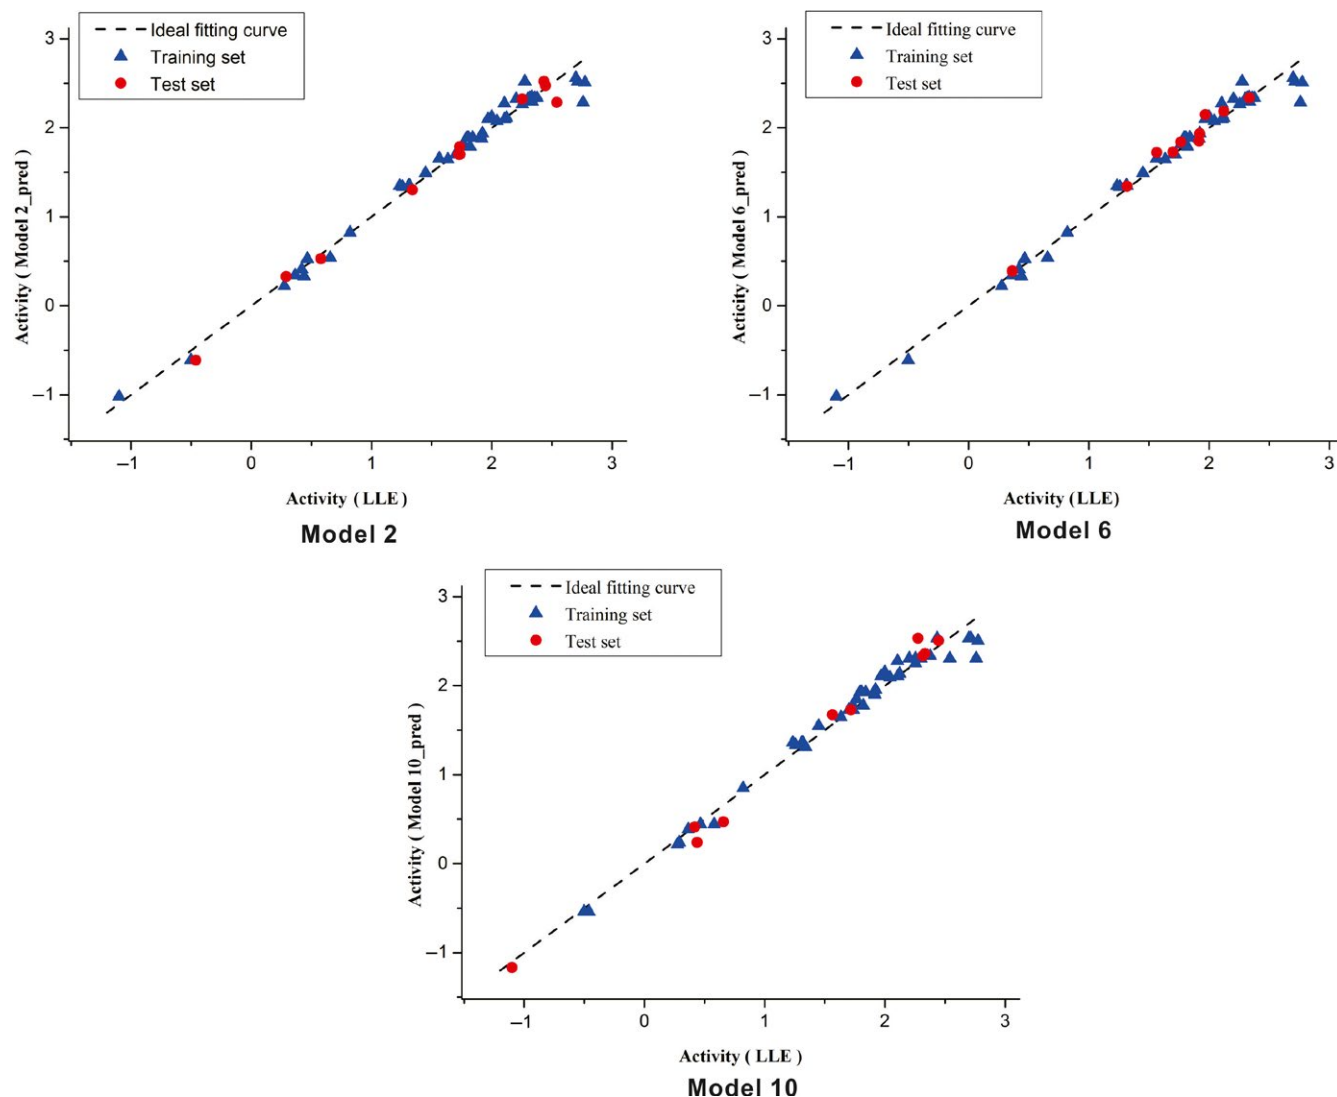 Ideal fitting curve
Training set
Test set
3
2
1
0
–1
–1
0
1
2
3
Activity ( Model 2_pred )
Activity ( LLE )
Model 2
Ideal fitting curve
Training set
Test set
3
2
1
0
–1
–1
0
1
2
3
Acticity ( Model 6_pred )
Activity (LLE)
Model 6
Ideal fitting curve
Training set
Test set
3
2
1
0
–1
–1
0
1
2
3
Activity ( Model 10_pred )
Activity ( LLE )
Model 10